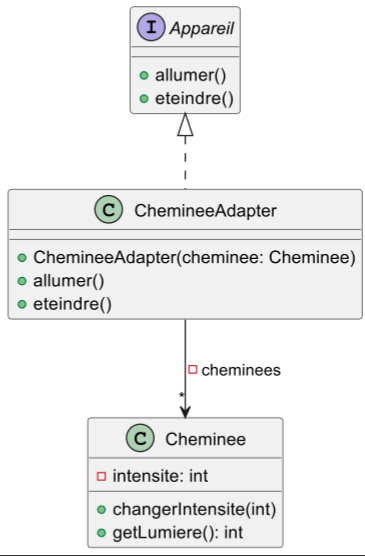 I Appareil
allumer()
eteindre()
C ChemineeAdapter
ChemineeAdapter(cheminee: Cheminee)
allumer()
eteindre()
cheminees
*
C Cheminee
intensite: int
changerIntensite(int)
getLumiere(): int